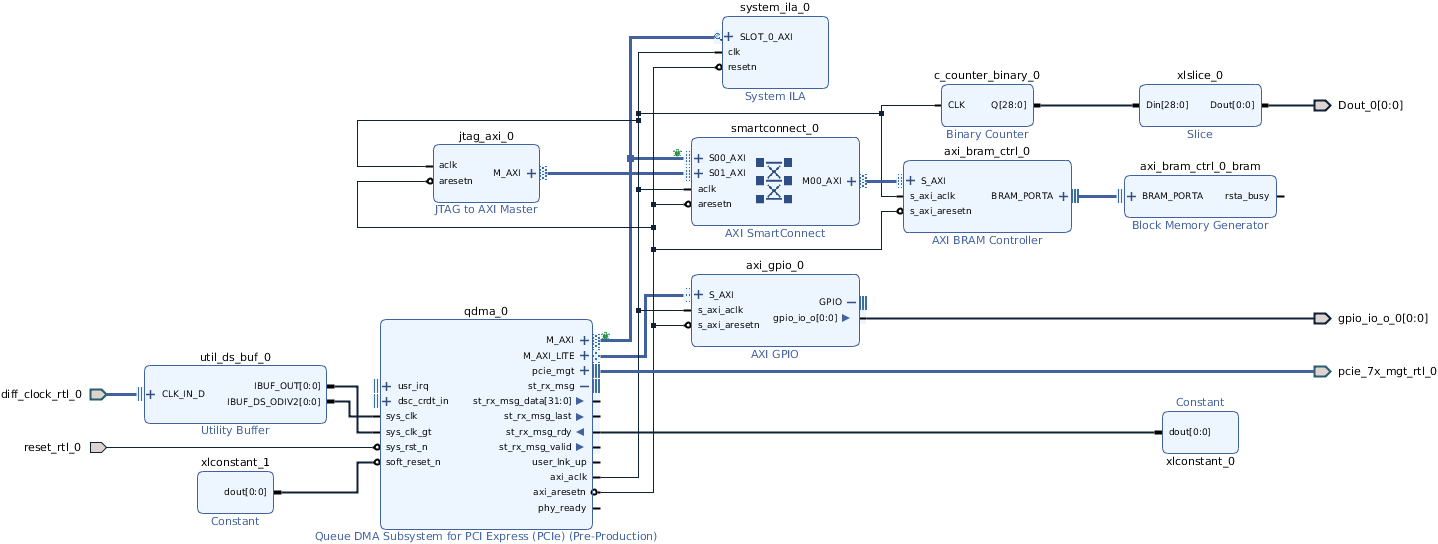 system_ila_0
SLOT_0_AXI
clk
resetn
System ILA
c_counter_binary_0
CLK
Q[28:0]
Binary Counter
xlslice_0
Din[28:0]
Dout[0:0]
Slice
Dout_0[0:0]
jtag_axi_0
aclk
aresetn
M_AXI
JTAG to AXI Master
smartconnect_0
S00_AXI
S01_AXI
aclk
aresetn
M00_AXI
AXI SmartConnect
axi_bram_ctrl_0
S_AXI
s_axi_aclk
s_axi_aresetn
BRAM_PORTA
AXI BRAM Controller
axi_bram_ctrl_0_bram
BRAM_PORTA
rsta_busy
Block Memory Generator
axi_gpio_0
S_AXI
s_axi_aclk
s_axi_aresetn
GPIO
gpio_io_o[0:0]
AXI GPIO
gpio_io_o_0[0:0]
pcie_7x_mgt_rtl_0
diff_clock_rtl_0
util_ds_buf_0
CLK_IN_D
IBUF_OUT[0:0]
IBUF_DS_ODIV2[0:0]
Utility Buffer
reset_rtl_0
xlconstant_1
dout[0:0]
Constant
qdma_0
usr_irq
dsc_crdt_in
sys_clk
sys_clk_gt
sys_rst_n
soft_reset_n
M_AXI
M_AXI_LITE
pcie_mgt
st_rx_msg
st_rx_msg_data[31:0]
st_rx_msg_last
st_rx_msg_rdy
st_rx_msg_valid
user_lnk_up
axi_aclk
axi_aresetn
phy_ready
Queue DMA Subsystem for PCI Express (PCIe) (Pre-Production)
Constant
dout[0:0]
xlconstant_0